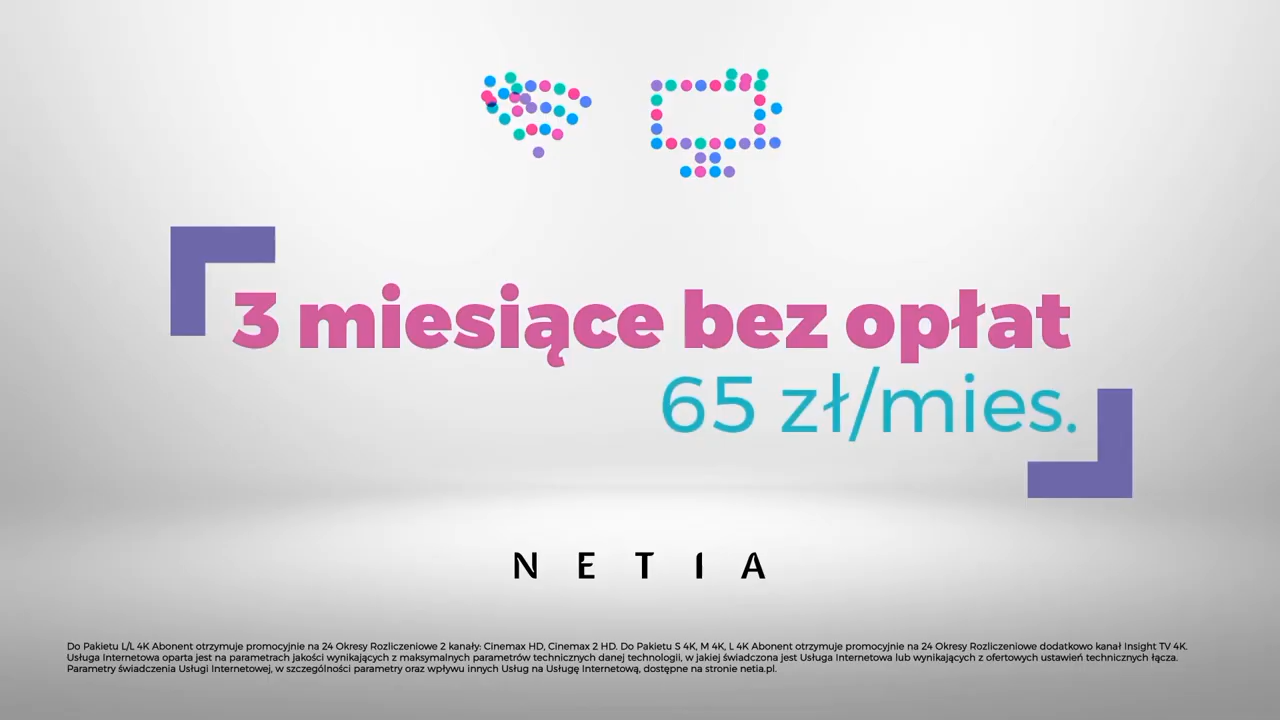 3 miesiące bez opłat
65 zł/mies.
NETIA
Do Pakietu L/L 4K Abonent otrzymuje promocyjnie na 24 Okresy Rozliczeniowe 2 kanały: Cinemax HD, Cinemax 2 HD. Do Pakietu S 4K, M 4K, L 4K Abonent otrzymuje promocyjnie na 24 Okresy Rozliczeniowe dodatkowo kanał Insight TV 4K.
Usługa Internetowa oparta jest na parametrach jakości wynikających z maksymalnych parametrów technicznych danej technologii, w jakiej świadczona jest Usługa Internetowa lub wynikających z ofertowych ustawień technicznych łącza.
Parametry świadczenia Usługi Internetowej, w szczególności parametry oraz wpływu innych Usług na Usługę Internetową, dostępne na stronie netia.pl.